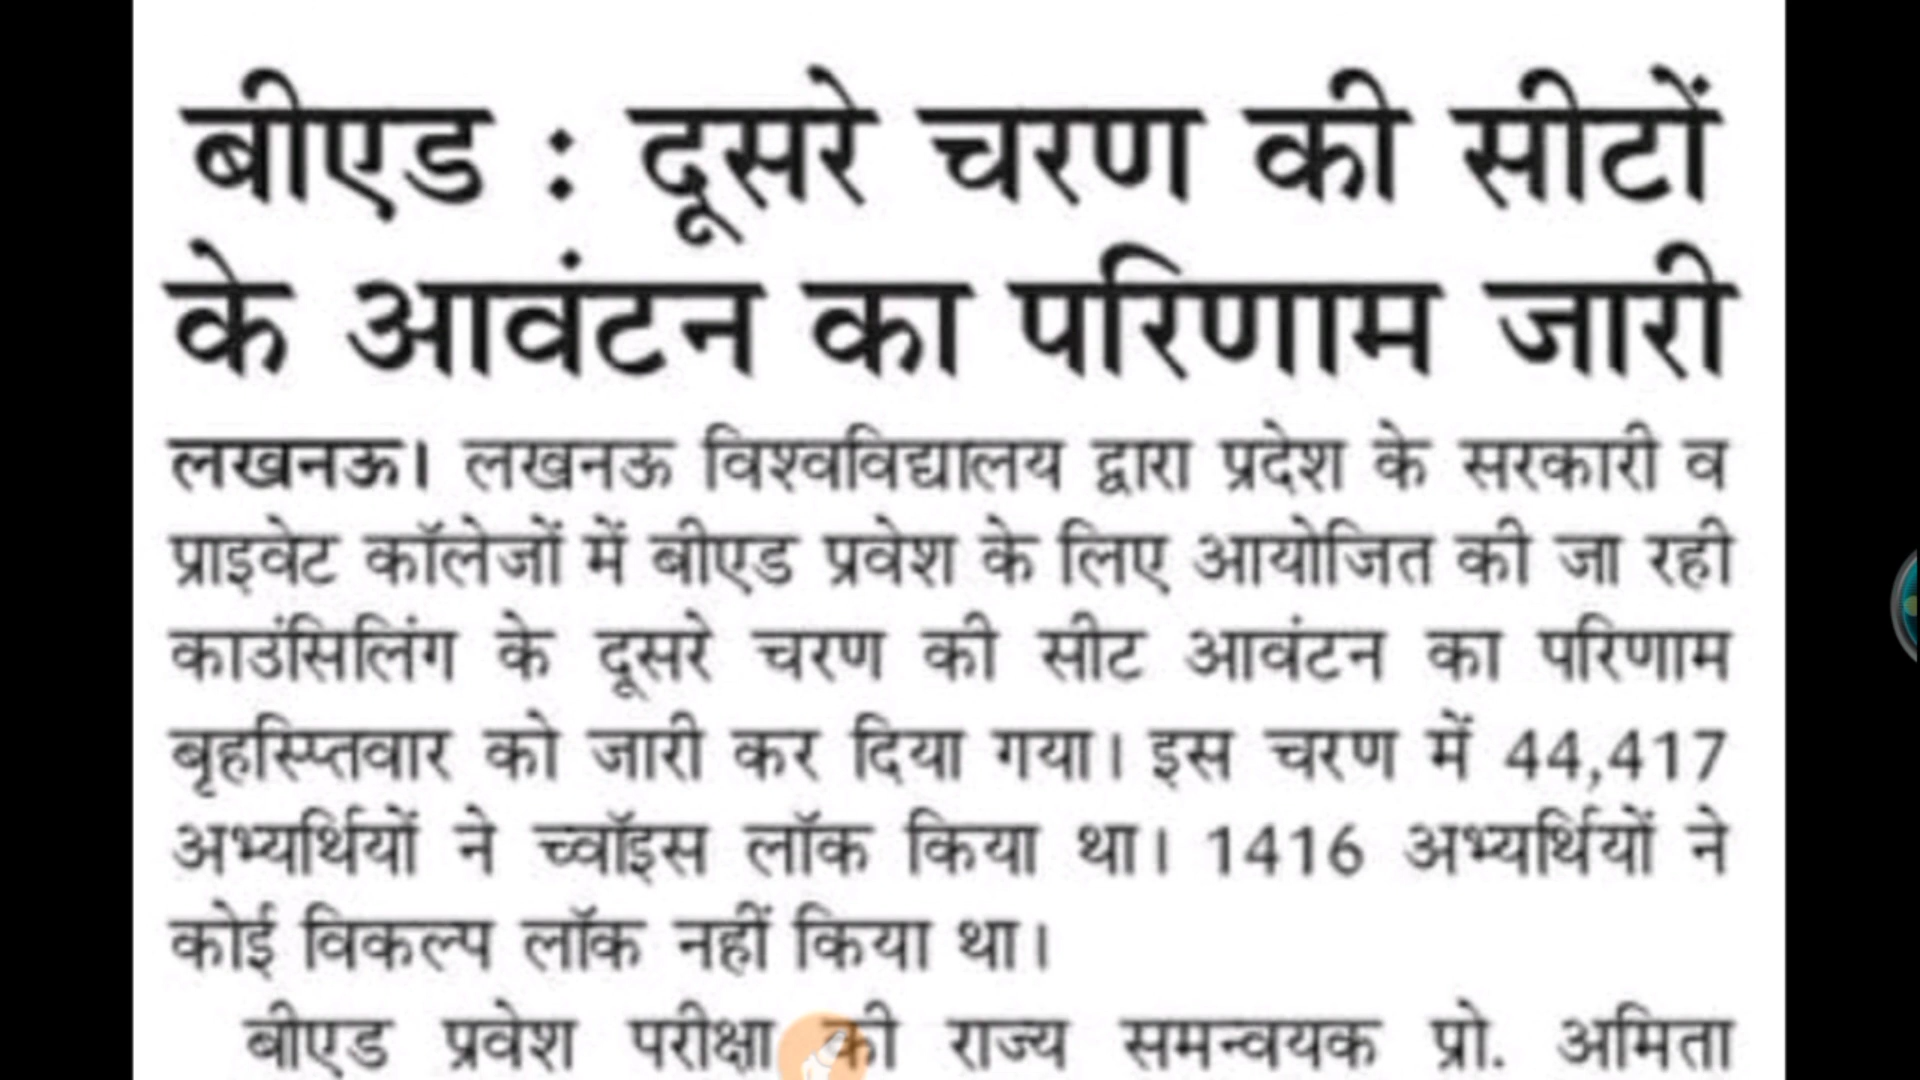 बीएड : दूसरे चरण की सीटों
के आवंटन का परिणाम जारी
लखनऊ। लखनऊ विश्वविद्यालय द्वारा प्रदेश के सरकारी व
प्राइवेट कॉलेजों में बीएड प्रवेश के लिए आयोजित की जा रही
काउंसिलिंग के दूसरे चरण की सीट आवंटन का परिणाम
बृहस्प्तिवार को जारी कर दिया गया। इस चरण में 44,417
अभ्यर्थियों ने च्वॉइस लॉक किया था। 1416 अभ्यर्थियों ने
कोई विकल्प लॉक नहीं किया था।
बीएड प्रवेश परीक्षा की राज्य समन्वयक प्रो. अमिता